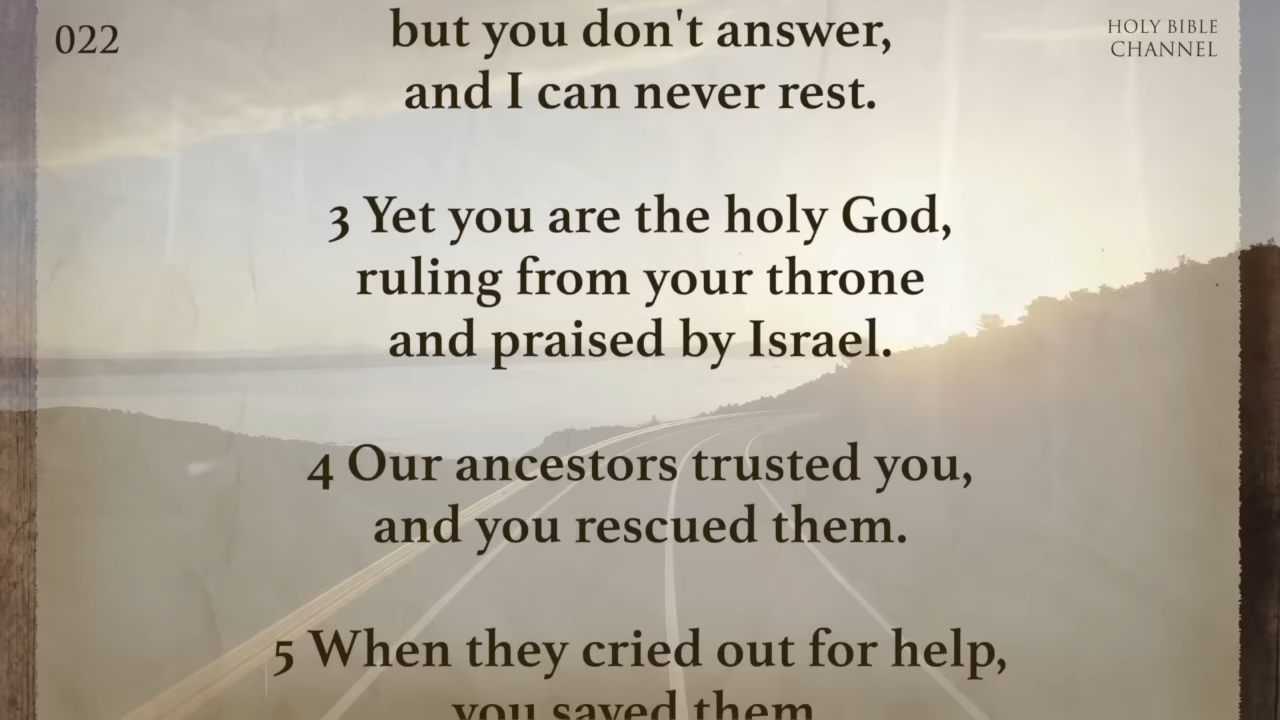 022
HOLY BIBLE
CHANNEL
but you don't answer,
and I can never rest.
3 Yet you are the holy God,
ruling from your throne
and praised by Israel.
4 Our ancestors trusted you,
and you rescued them.
5 When they cried out for help,
you saved them